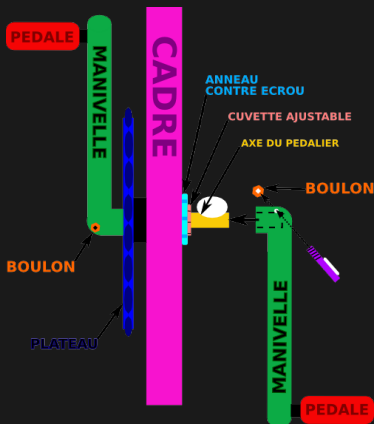 PEDALE
MANIVELLE
CADRE
ANNEAU
CONTRE ECROU
CUVETTE AJUSTABLE
AXE DU PEDALIER
BOULON
BOULON
PLATEAU
MANIVELLE
PEDALE